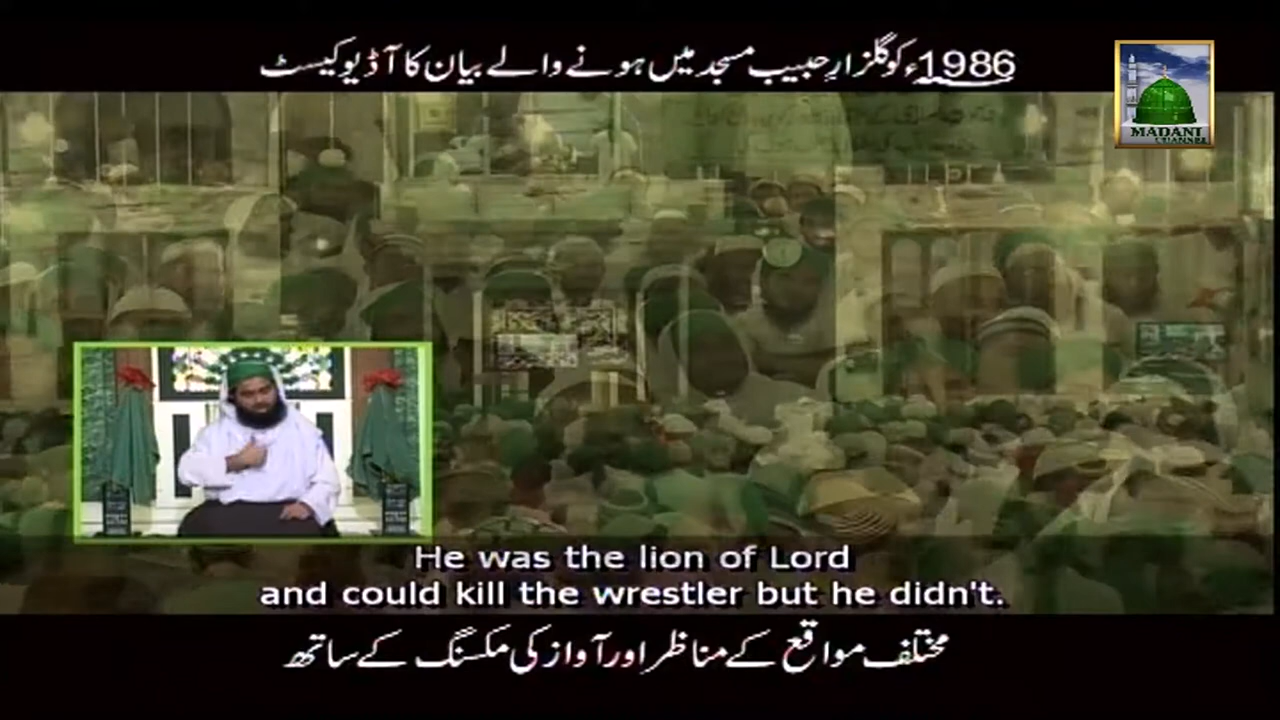 1986ء کو گلزارِ حبیب مسجد میں ہونے والے بیان کا آڈیو کیسٹ
MADANI
CHANNEL
He was the lion of Lord
and could kill the wrestler but he didn't.
مختلف مواقع کے مناظر اور آواز کی مکسنگ کے ساتھ